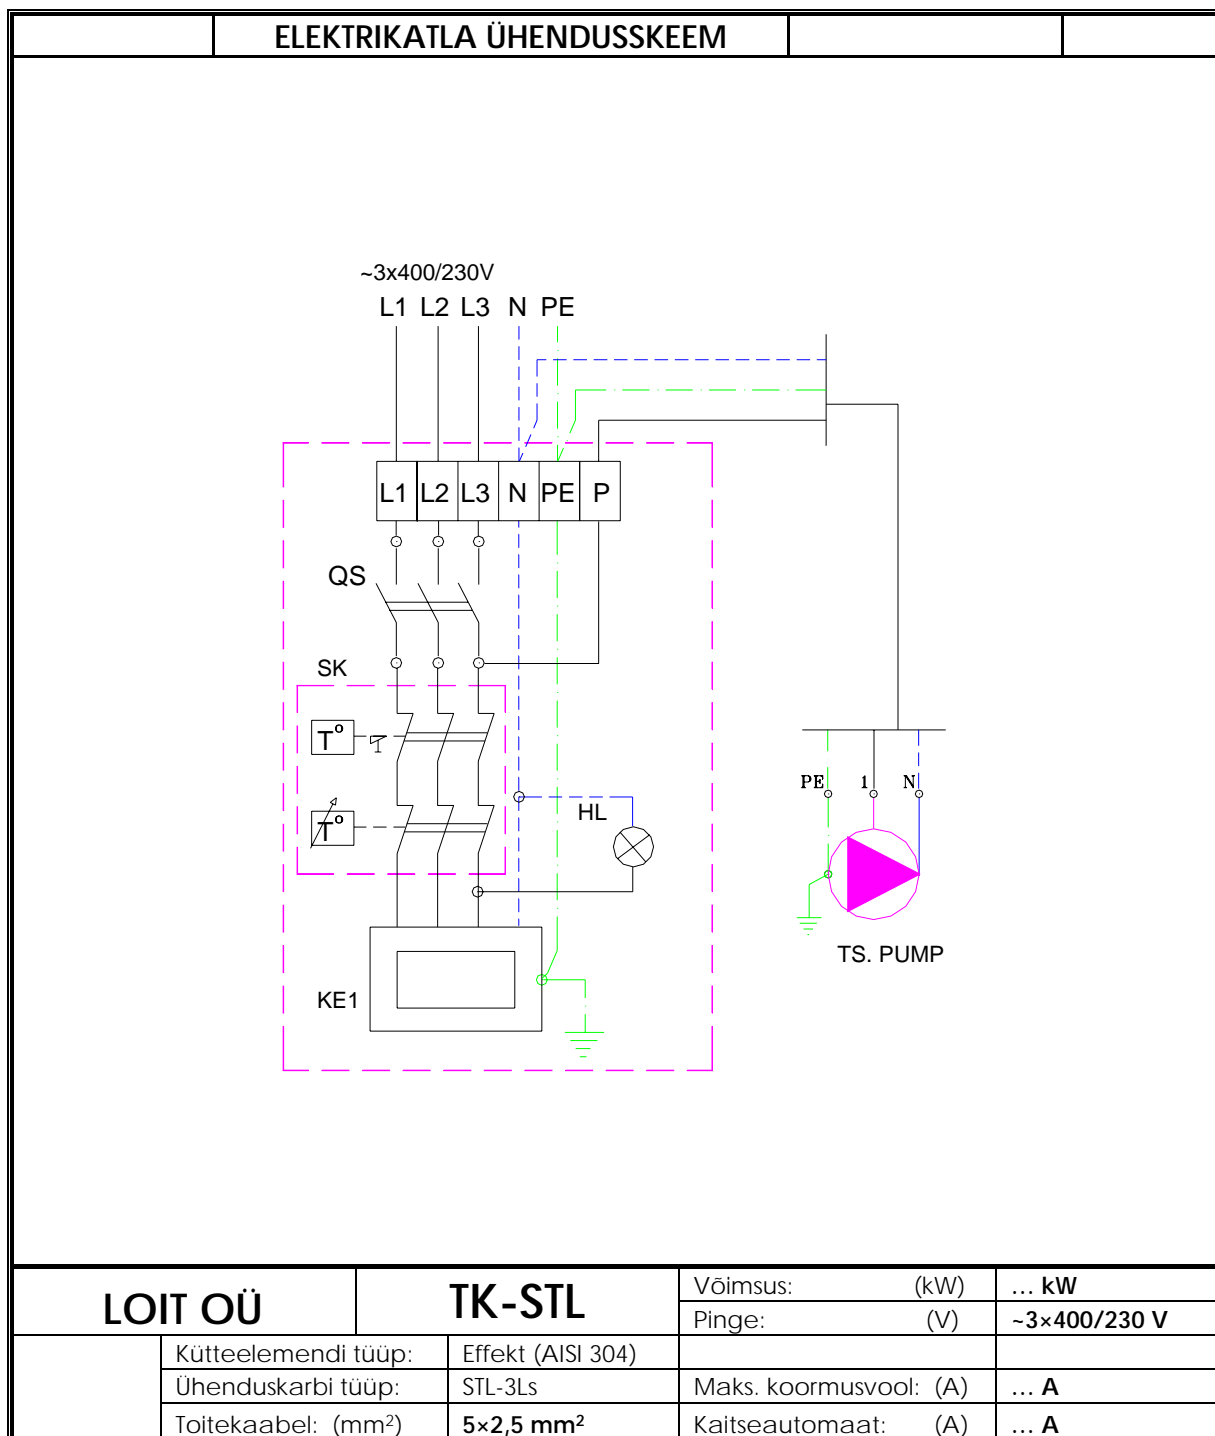 ELEKTRIKATLA ÜHENDUSSKEEM
~3x400/230V
L1 L2 L3 N PE
L1 L2 L3 N PE P
QS
SK
T°
T°
HL
KE1
PE 1 N
TS. PUMP
LOIT OÜ
TK-STL
Võimsus: (kW) ... kW
Pinge: (V) ~3×400/230 V
Kütteelemendi tüüp: Effekt (AISI 304)
Ühenduskarbi tüüp: STL-3Ls Maks. koormusvool: (A) ... A
Toitekaabel: (mm²) 5×2,5 mm² Kaitseautomaat: (A) ... A